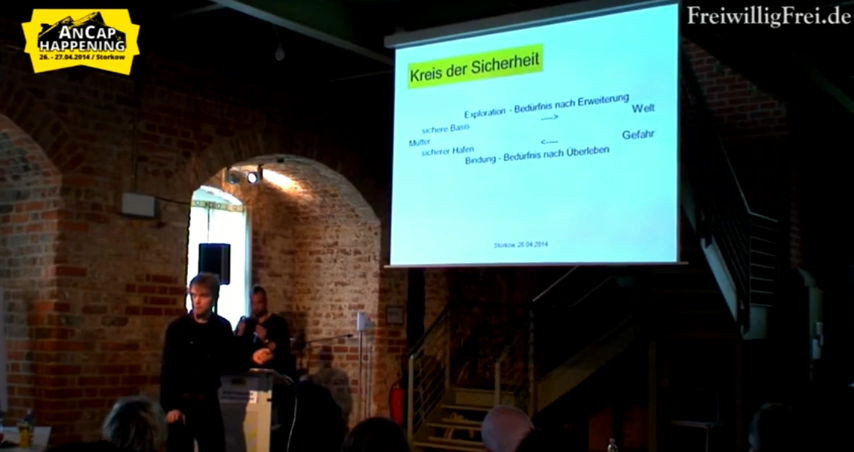 ANCAP
HAPPENING
26. - 27.04.2014 / Storkow
FreiwilligFrei.de
Kreis der Sicherheit
Exploration - Bedürfnis nach Erweiterung
sichere Basis ----> Welt
Mutter
sicherer Hafen <---- Gefahr
Bindung - Bedürfnis nach Überleben
Storkow, 26.04.2014